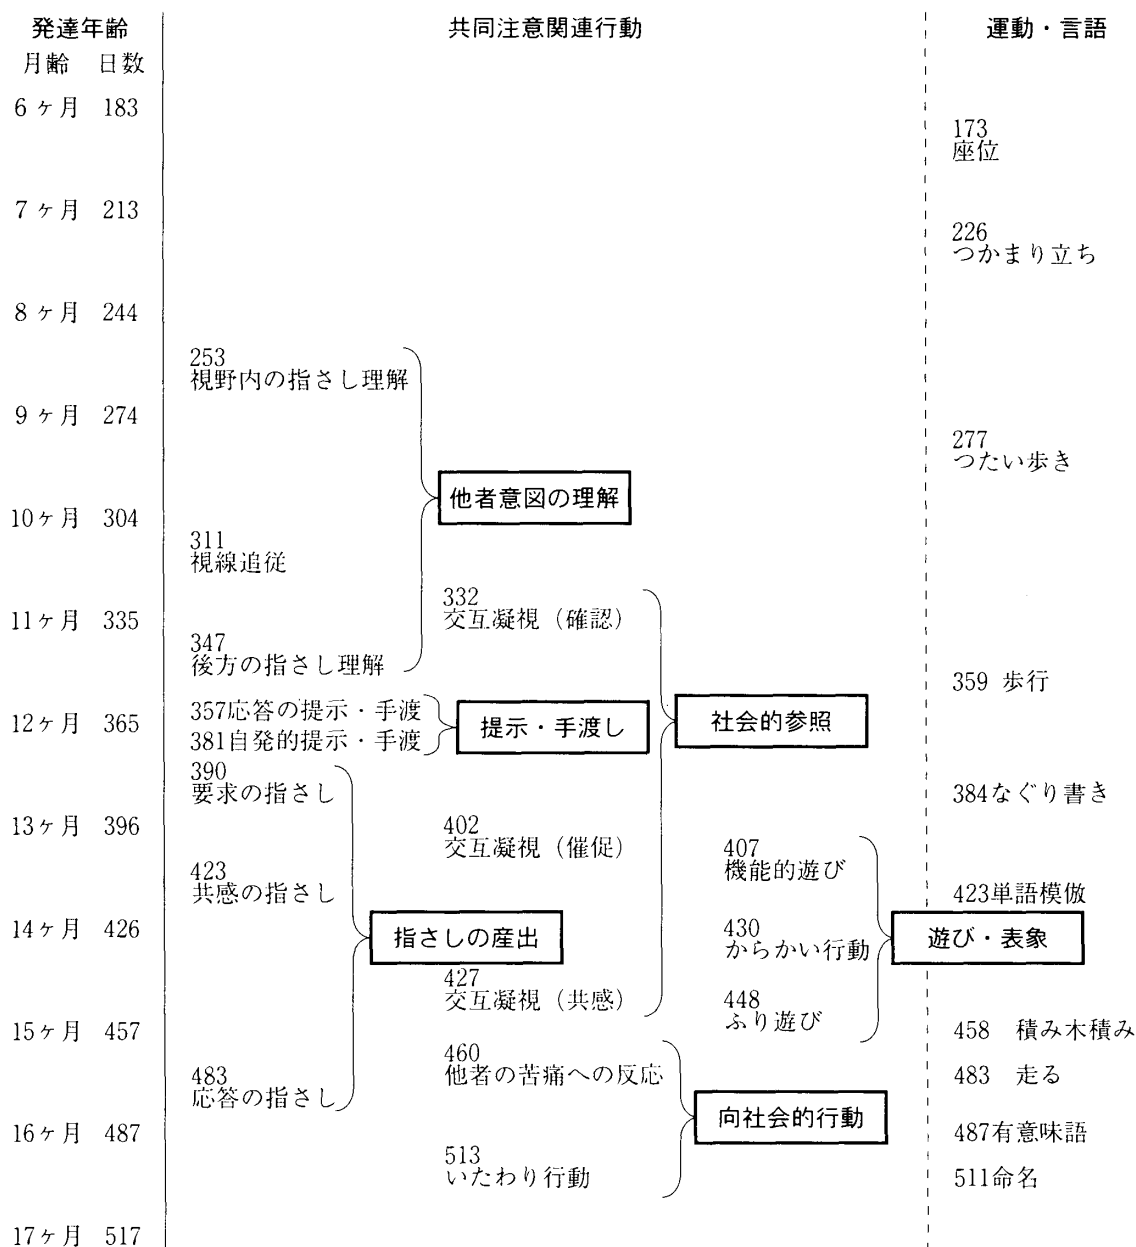 発達年齢
共同注意関連行動
運動・言語
月齢 日数
6ヶ月 183
173
座位
7ヶ月 213
226
つかまり立ち
8ヶ月 244
253
視野内の指さし理解
9ヶ月 274
277
つたい歩き
他者意図の理解
10ヶ月 304
311
視線追従
332
交互凝視（確認）
11ヶ月 335
347
後方の指さし理解
359 歩行
357応答の提示・手渡
12ヶ月 365
提示・手渡し
社会的参照
381自発的提示・手渡
390
要求の指さし
384なぐり書き
13ヶ月 396
402
交互凝視（催促）
407
機能的遊び
423
共感の指さし
423単語模倣
14ヶ月 426
指さしの産出
430
からかい行動
遊び・表象
427
交互凝視（共感）
448
ふり遊び
15ヶ月 457
458 積み木積み
460
他者の苦痛への反応
483
応答の指さし
483 走る
向社会的行動
16ヶ月 487
487有意味語
513
いたわり行動
511命名
17ヶ月 517